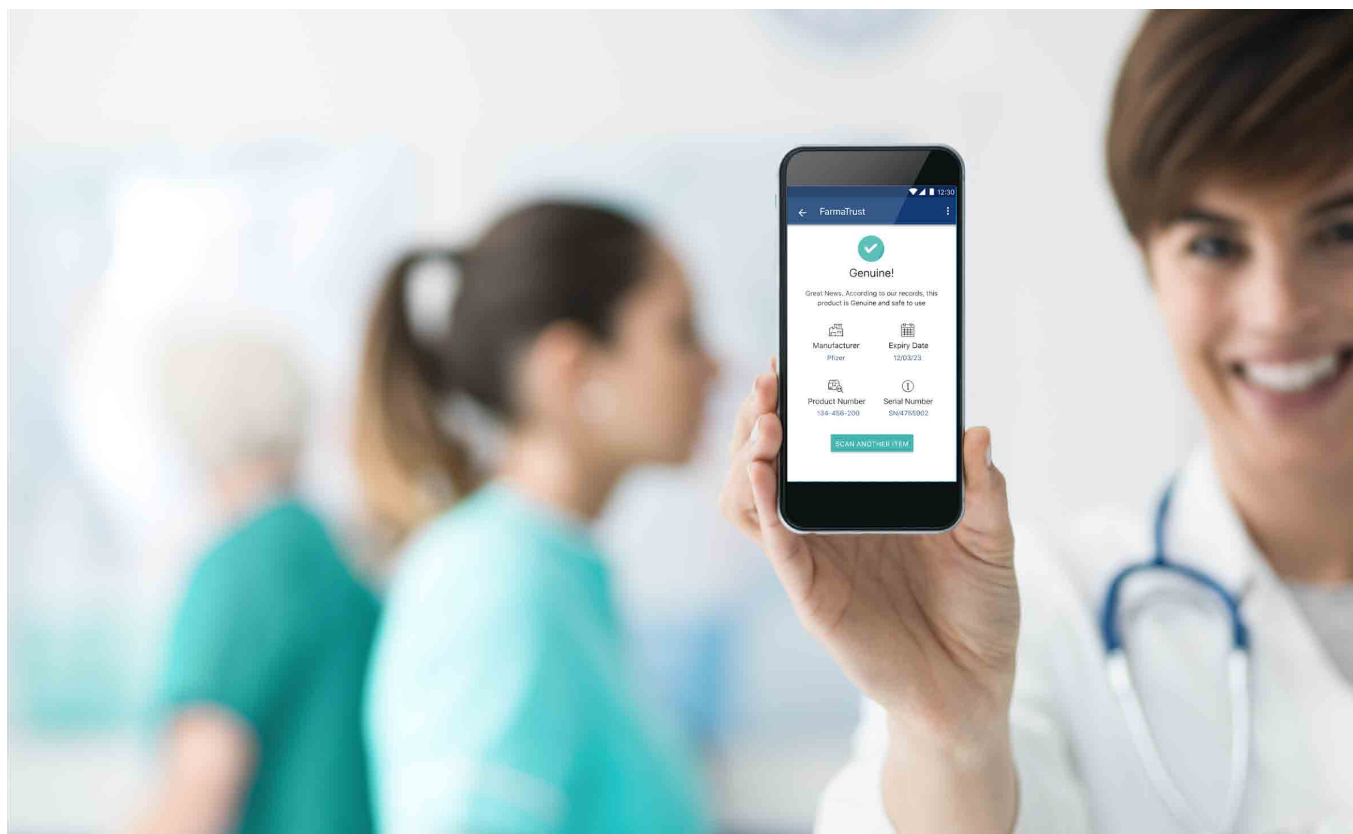 12:30
FarmaTrust
Genuine!
Great News. According to our records, this
product is Genuine and safe to use
Manufacturer
Pfizer
Expiry Date
12/03/23
Product Number
134-456-200
Serial Number
SN/4755902
SCAN ANOTHER ITEM